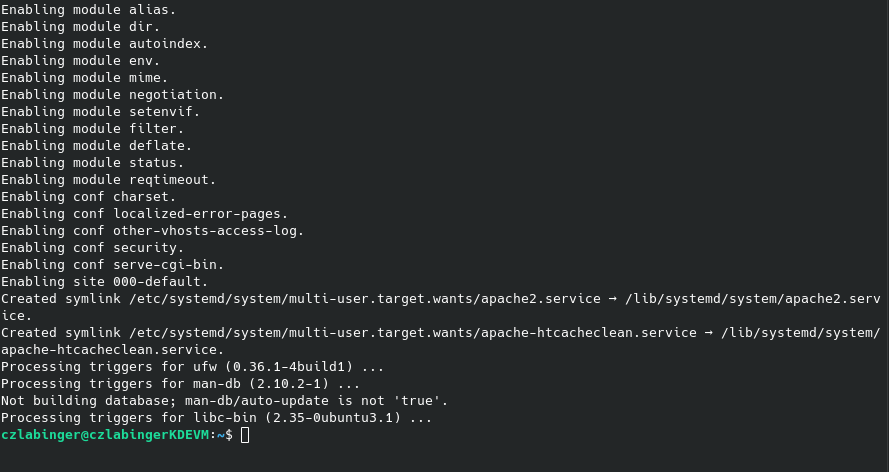 Enabling module alias.
Enabling module dir.
Enabling module autoindex.
Enabling module env.
Enabling module mime.
Enabling module negotiation.
Enabling module setenvif.
Enabling module filter.
Enabling module deflate.
Enabling module status.
Enabling module reqtimeout.
Enabling conf charset.
Enabling conf localized-error-pages.
Enabling conf other-vhosts-access-log.
Enabling conf security.
Enabling conf serve-cgi-bin.
Enabling site 000-default.
Created symlink /etc/systemd/system/multi-user.target.wants/apache2.service → /lib/systemd/system/apache2.serv
ice.
Created symlink /etc/systemd/system/multi-user.target.wants/apache-htcacheclean.service → /lib/systemd/system/
apache-htcacheclean.service.
Processing triggers for ufw (0.36.1-4build1) ...
Processing triggers for man-db (2.10.2-1) ...
Not building database; man-db/auto-update is not 'true'.
Processing triggers for libc-bin (2.35-0ubuntu3.1) ...
czlabinger@czlabingerKDEVM:~$